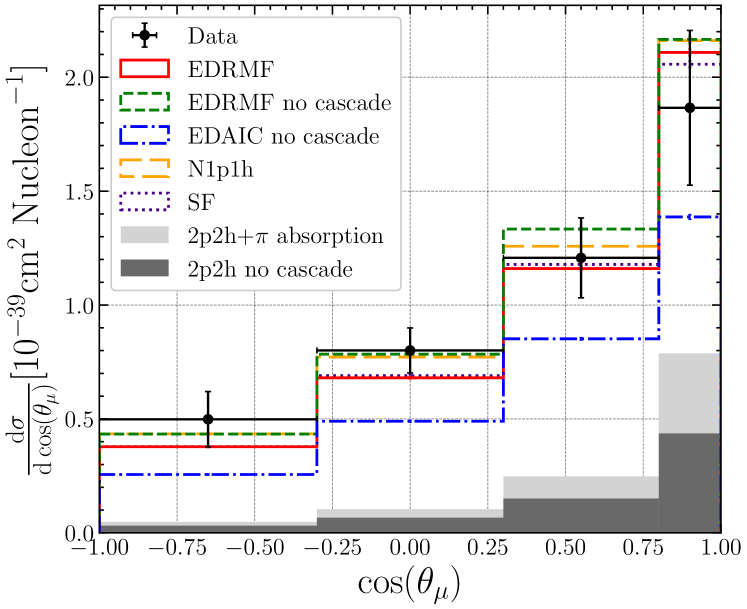 Data
EDRMF
EDRMF no cascade
EDAIC no cascade
N1p1h
SF
2p2h+π absorption
2p2h no cascade
dσ/d cos(θμ) [10−39cm2 Nucleon−1]
2.0
1.5
1.0
0.5
0.0
−1.00 −0.75 −0.50 −0.25 0.00 0.25 0.50 0.75 1.00
cos(θμ)